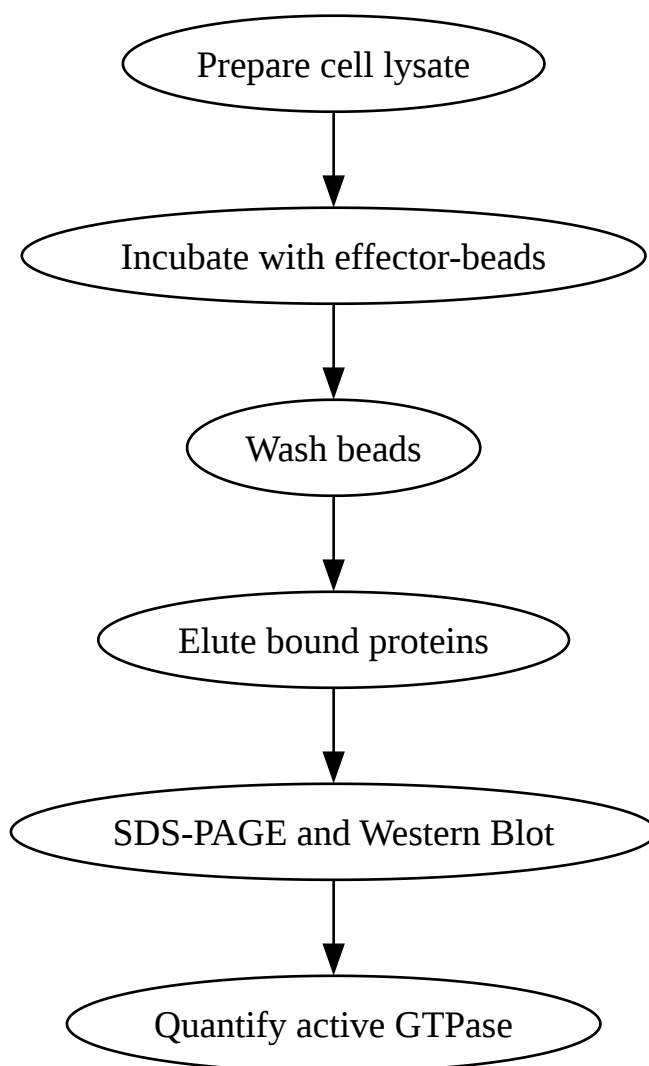 Prepare cell lysate
Incubate with effector-beads
Wash beads
Elute bound proteins
SDS-PAGE and Western Blot
Quantify active GTPase